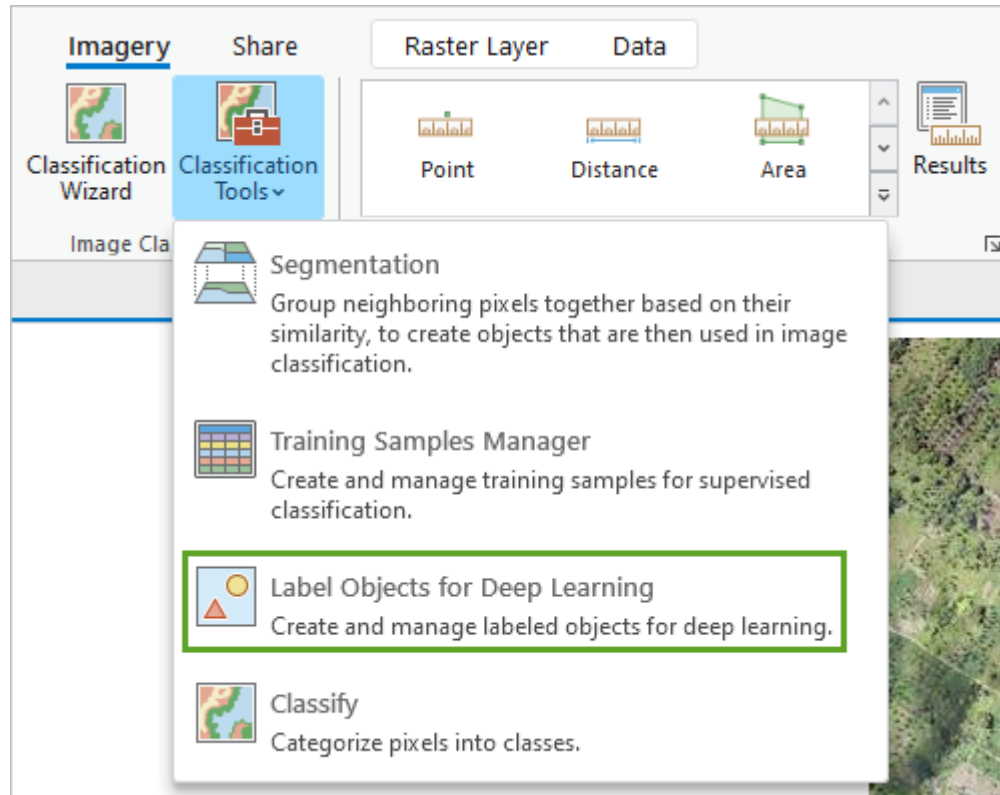 Imagery Share Raster Layer Data
Classification Wizard
Classification Tools
Point Distance Area
Results
Image Cla
Segmentation
Group neighboring pixels together based on their
similarity, to create objects that are then used in image
classification.
Training Samples Manager
Create and manage training samples for supervised
classification.
Label Objects for Deep Learning
Create and manage labeled objects for deep learning.
Classify
Categorize pixels into classes.